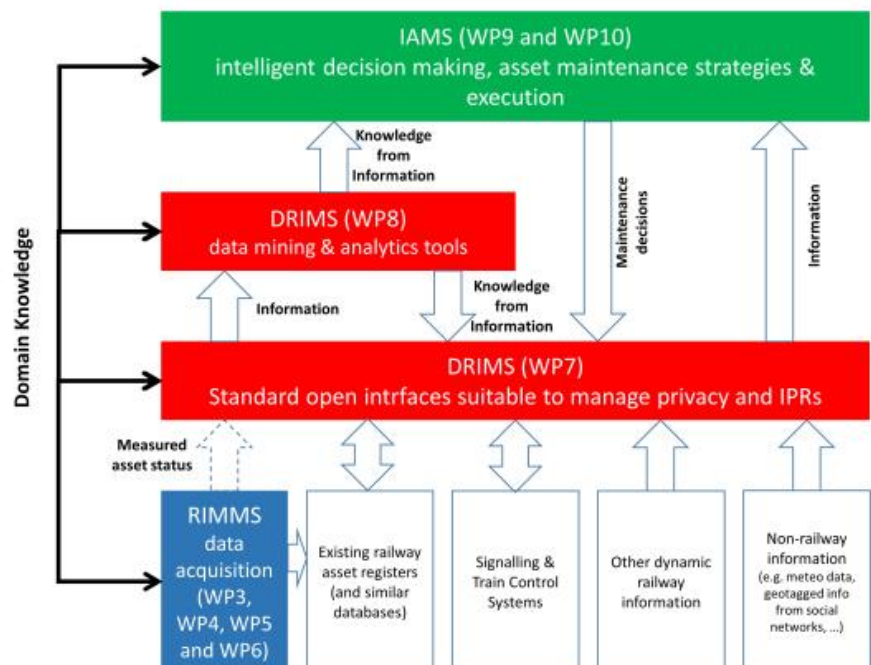 IAMS (WP9 and WP10)
intelligent decision making, asset maintenance strategies &
execution
Knowledge
from
Information
Maintenance
decisions
Information
DRIMS (WP8)
data mining & analytics tools
Information
Knowledge
from
Information
Domain Knowledge
DRIMS (WP7)
Standard open intrfaces suitable to manage privacy and IPRs
Measured
asset status
RIMMS
data
acquisition
(WP3,
WP4, WP5
and WP6)
Existing railway
asset registers
(and similar
databases)
Signalling &
Train Control
Systems
Other dynamic
railway
information
Non-railway
information
(e.g. meteo data,
geotagged info
from social
networks, ...)